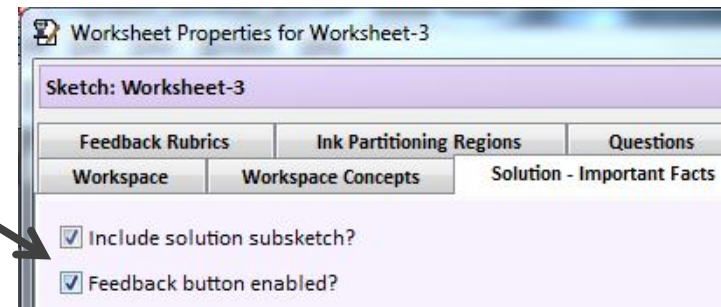 Worksheet Properties for Worksheet-3
Sketch: Worksheet-3
Feedback Rubrics Ink Partitioning Regions Questions
Workspace Workspace Concepts Solution - Important Facts
Include solution subsketch?
Feedback button enabled?